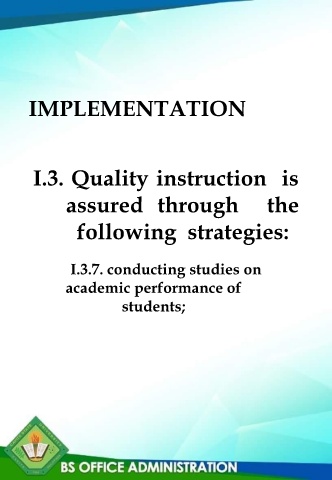 IMPLEMENTATION
I.3. Quality instruction is
assured through the
following strategies:
I.3.7. conducting studies on
academic performance of
students;
BS OFFICE ADMINISTRATION